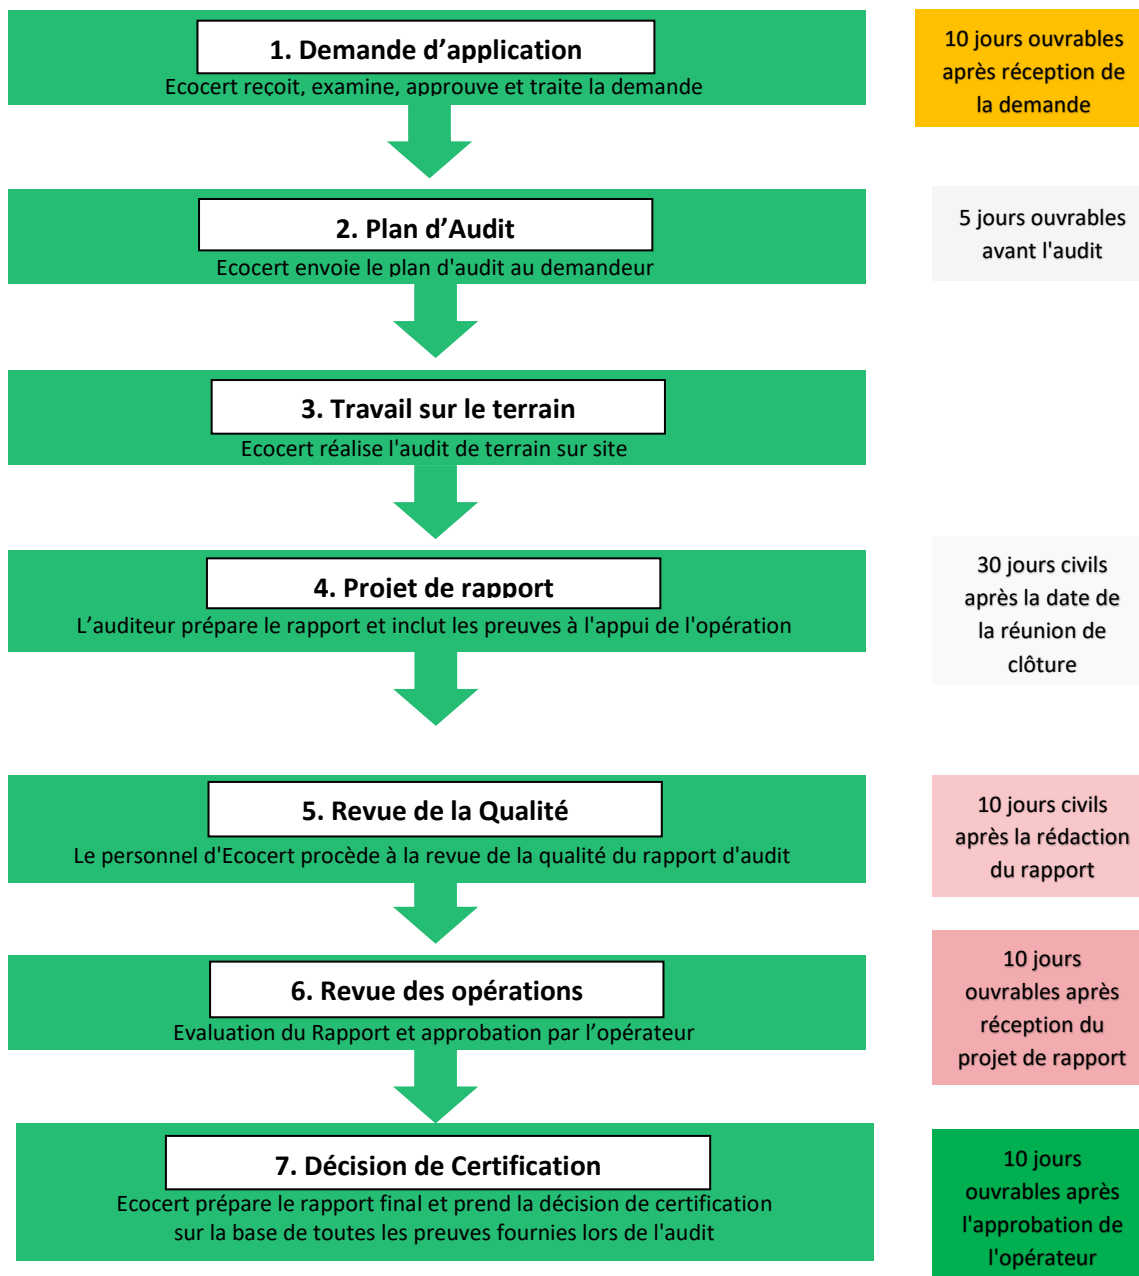 1. Demande d’application
Ecocert reçoit, examine, approuve et traite la demande
10 jours ouvrables
après réception de
la demande
2. Plan d’Audit
Ecocert envoie le plan d'audit au demandeur
5 jours ouvrables
avant l'audit
3. Travail sur le terrain
Ecocert réalise l'audit de terrain sur site
4. Projet de rapport
L’auditeur prépare le rapport et inclut les preuves à l'appui de l'opération
30 jours civils
après la date de
la réunion de
clôture
5. Revue de la Qualité
Le personnel d'Ecocert procède à la revue de la qualité du rapport d'audit
10 jours civils
après la rédaction
du rapport
6. Revue des opérations
Evaluation du Rapport et approbation par l’opérateur
10 jours
ouvrables après
réception du
projet de rapport
7. Décision de Certification
Ecocert prépare le rapport final et prend la décision de certification
sur la base de toutes les preuves fournies lors de l'audit
10 jours
ouvrables après
l'approbation de
l'opérateur